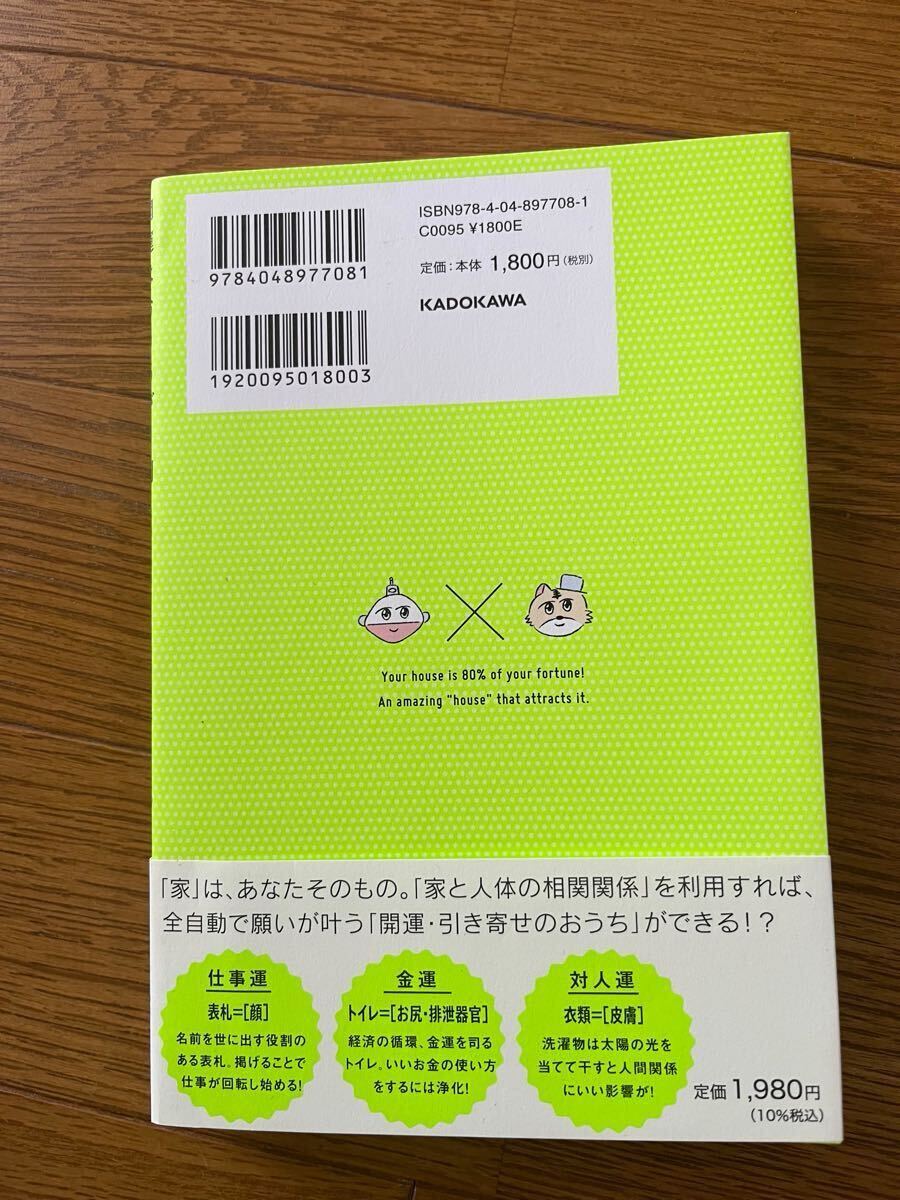 ISBN978-4-04-897708-1
C0095 ¥1800E
定価:本体 1,800円(税別)
KADOKAWA
9784048977081
1920095018003
Your house is 80% of your fortune!
An amazing "house" that attracts it.
「家」は、あなたそのもの。「家と人体の相関関係」を利用すれば、
全自動で願いが叶う「開運・引き寄せのおうち」ができる!?
仕事運
表札=[顔]
名前を世に出す役割の
ある表札。掲げることで
仕事が回転し始める!
金運
トイレ=[お尻・排泄器官]
経済の循環、金運を司る
トイレ。いいお金の使い方
をするには浄化!
対人運
衣類=[皮膚]
洗濯物は太陽の光を
当てて干すと人間関係
にいい影響が!
定価1,980円
(10%税込)